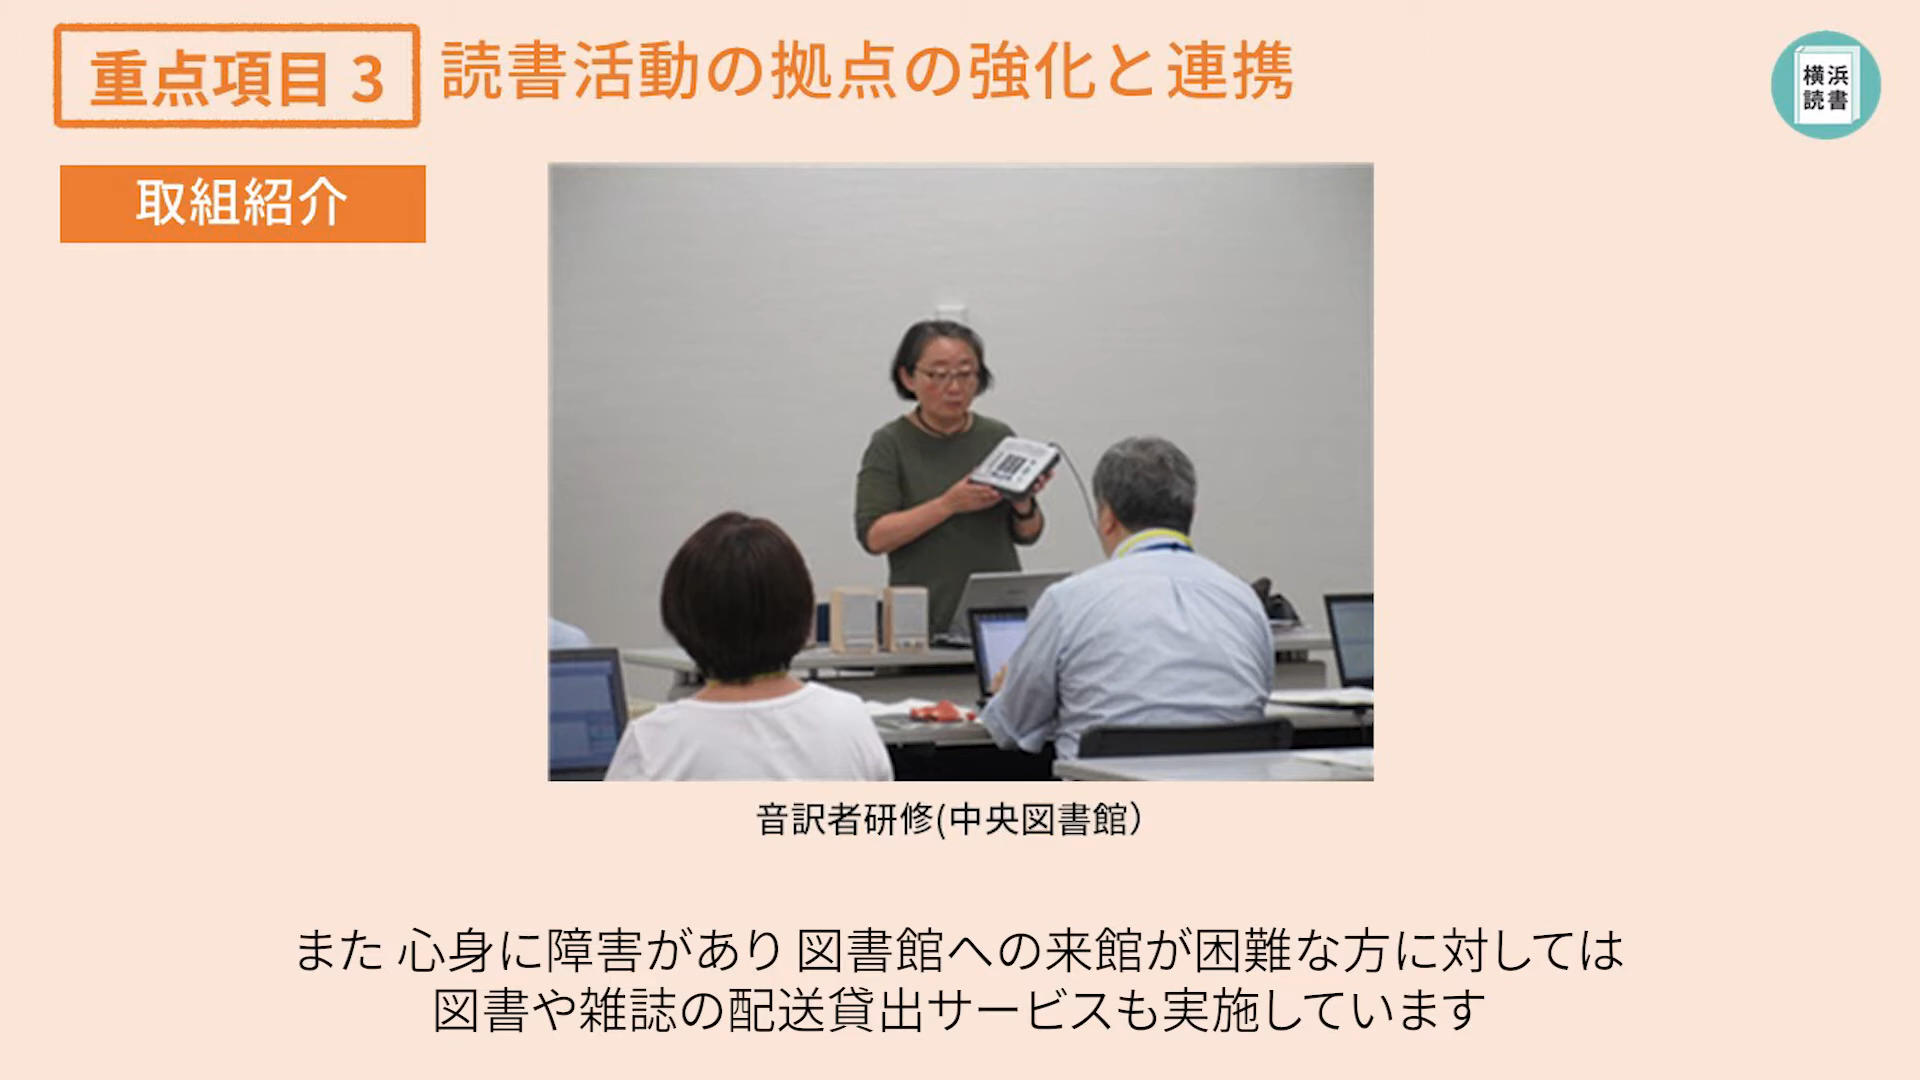 重点項目 3
読書活動の拠点の強化と連携
横浜
読書
取組紹介
音訳者研修(中央図書館）
また 心身に障害があり 図書館への来館が困難な方に対しては
図書や雑誌の配送貸出サービスも実施しています